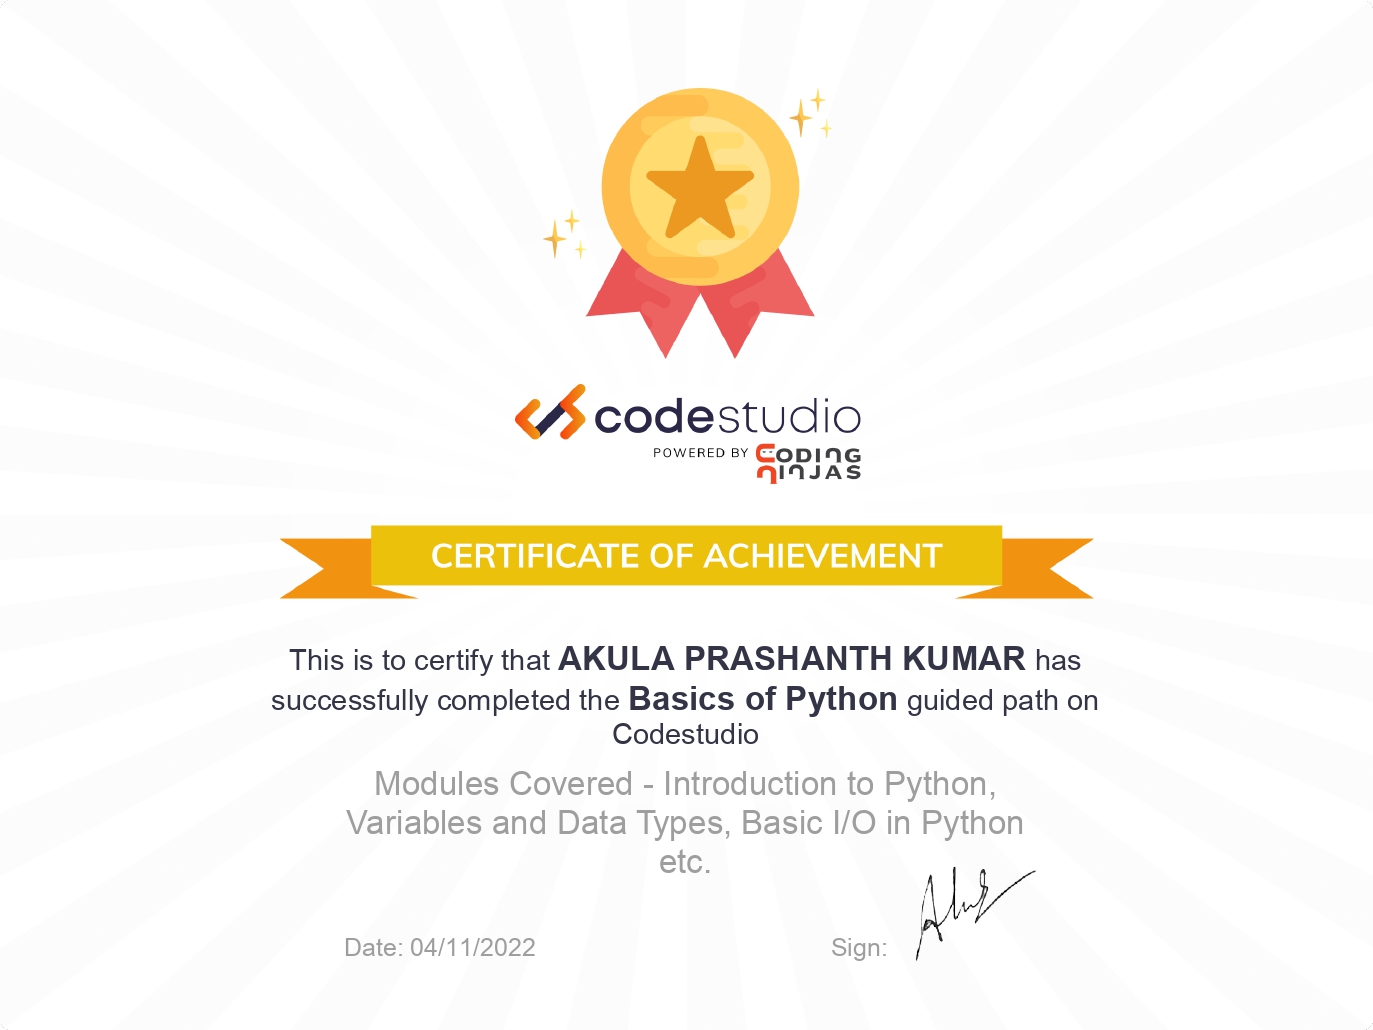 codestudio
POWERED BY CODING NINJAS
CERTIFICATE OF ACHIEVEMENT
This is to certify that AKULA PRASHANTH KUMAR has
successfully completed the Basics of Python guided path on
Codestudio
Modules Covered - Introduction to Python,
Variables and Data Types, Basic I/O in Python
etc.
Date: 04/11/2022
Sign: